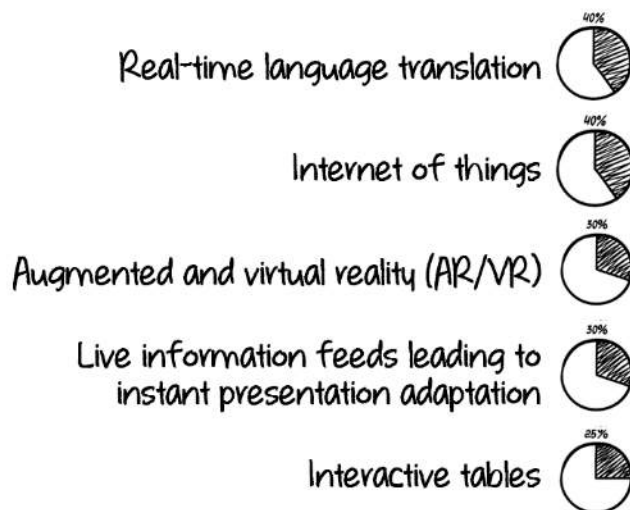 40%
Real-time language translation
40%
Internet of things
30%
Augmented and virtual reality (AR/VR)
30%
Live information feeds leading to
instant presentation adaptation
25%
Interactive tables